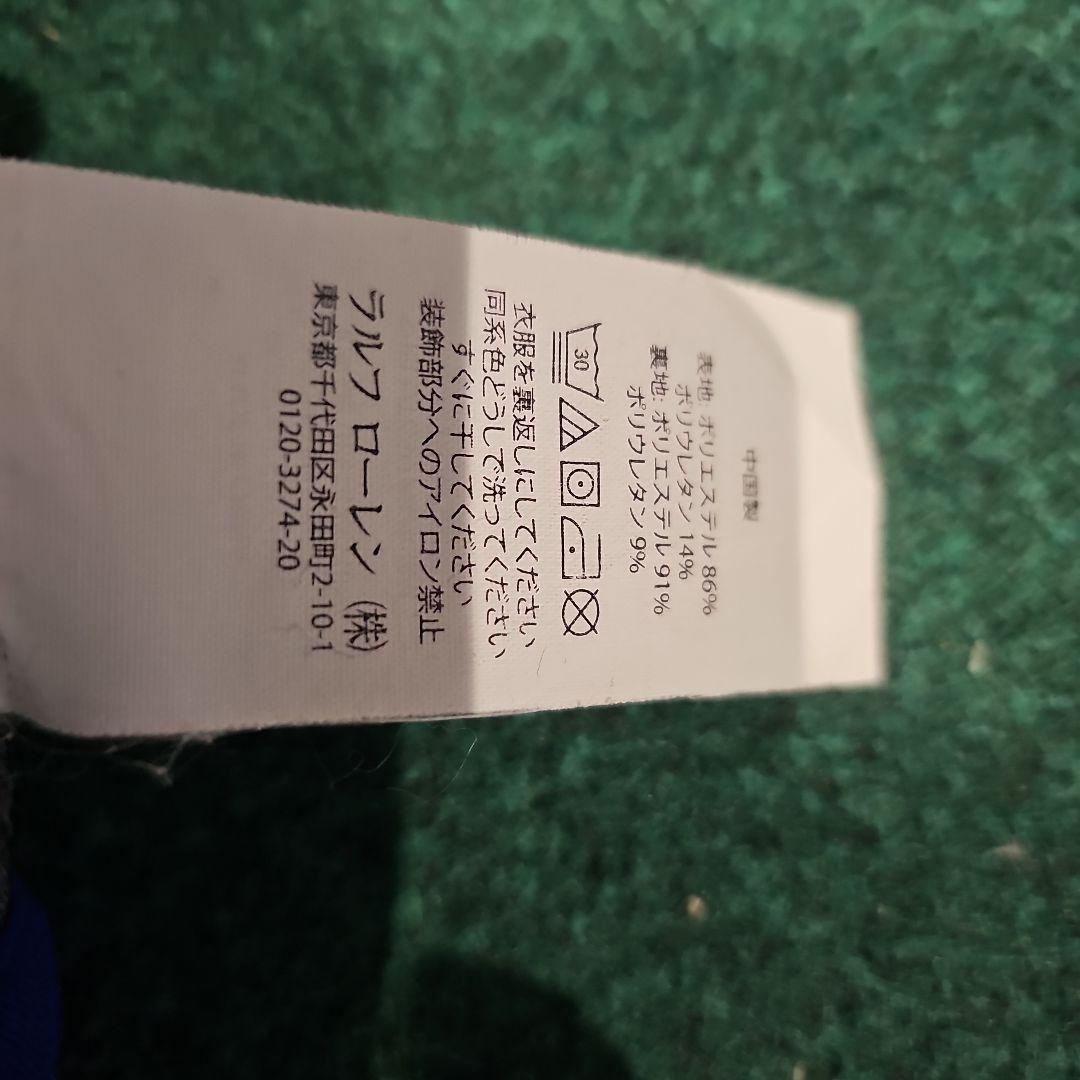 中国製
表地: ポリエステル 86%
ポリウレタン 14%
裏地: ポリエステル 91%
ポリウレタン 9%
30
衣服を裏返しにしてください
同系色どうしで洗ってください
すぐに干してください
装飾部分へのアイロン禁止
ラルフ ローレン (株)
東京都千代田区永田町2-10-1
0120-3274-20